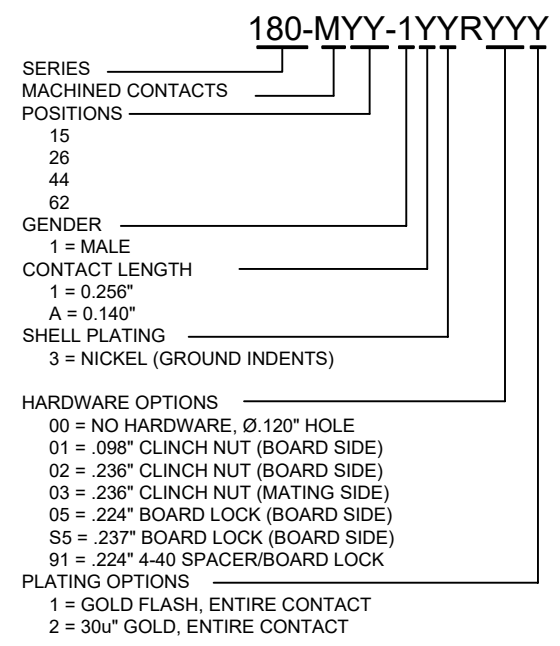 180-MYY-1YYRYYY
SERIES
MACHINED CONTACTS
POSITIONS
15
26
44
62
GENDER
1 = MALE
CONTACT LENGTH
1 = 0.256"
A = 0.140"
SHELL PLATING
3 = NICKEL (GROUND INDENTS)
HARDWARE OPTIONS
00 = NO HARDWARE, Ø.120" HOLE
01 = .098" CLINCH NUT (BOARD SIDE)
02 = .236" CLINCH NUT (BOARD SIDE)
03 = .236" CLINCH NUT (MATING SIDE)
05 = .224" BOARD LOCK (BOARD SIDE)
S5 = .237" BOARD LOCK (BOARD SIDE)
91 = .224" 4-40 SPACER/BOARD LOCK
PLATING OPTIONS
1 = GOLD FLASH, ENTIRE CONTACT
2 = 30u" GOLD, ENTIRE CONTACT